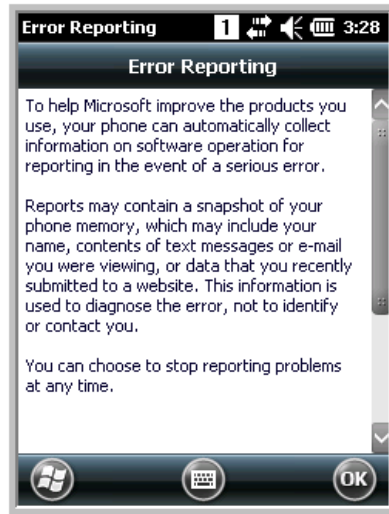 Error Reporting 1 3:28
Error Reporting
To help Microsoft improve the products you
use, your phone can automatically collect
information on software operation for
reporting in the event of a serious error.
Reports may contain a snapshot of your
phone memory, which may include your
name, contents of text messages or e-mail
you were viewing, or data that you recently
submitted to a website. This information is
used to diagnose the error, not to identify
or contact you.
You can choose to stop reporting problems
at any time.
OK